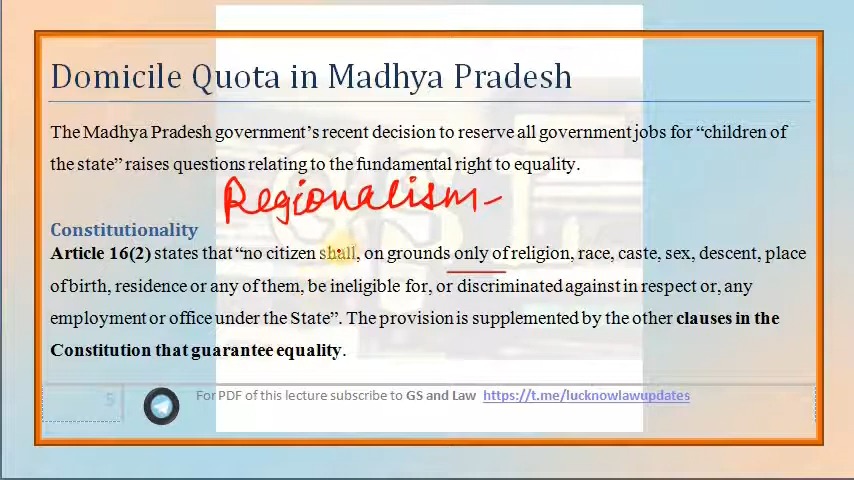 Domicile Quota in Madhya Pradesh
The Madhya Pradesh government's recent decision to reserve all government jobs for “children of
the state” raises questions relating to the fundamental right to equality.
Regionalism-
Constitutionality
Article 16(2) states that “no citizen shall, on grounds only of religion, race, caste, sex, descent, place
of birth, residence or any of them, be ineligible for, or discriminated against in respect or, any
employment or office under the State”. The provision is supplemented by the other clauses in the
Constitution that guarantee equality.
5
For PDF of this lecture subscribe to GS and Law https://t.me/lucknowlawupdates